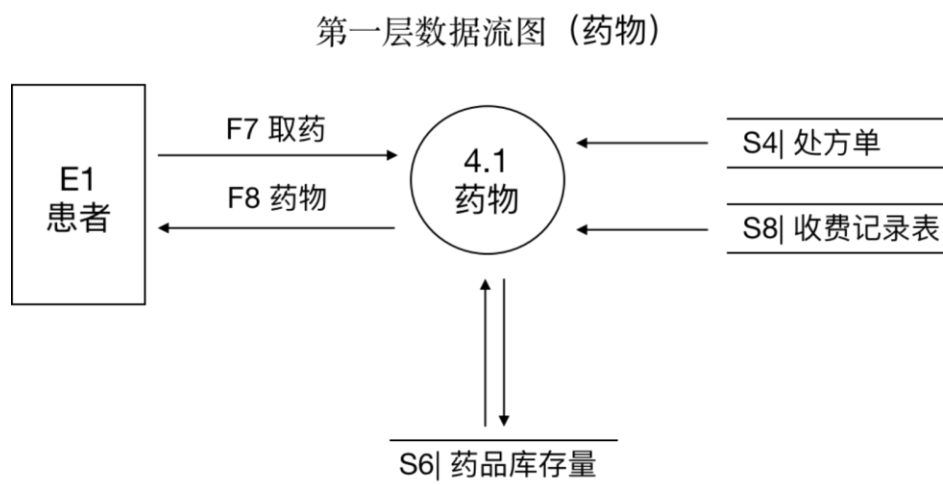 第一层数据流图（药物）
E1
患者
F7 取药
F8 药物
4.1
药物
S4| 处方单
S8| 收费记录表
S6| 药品库存量